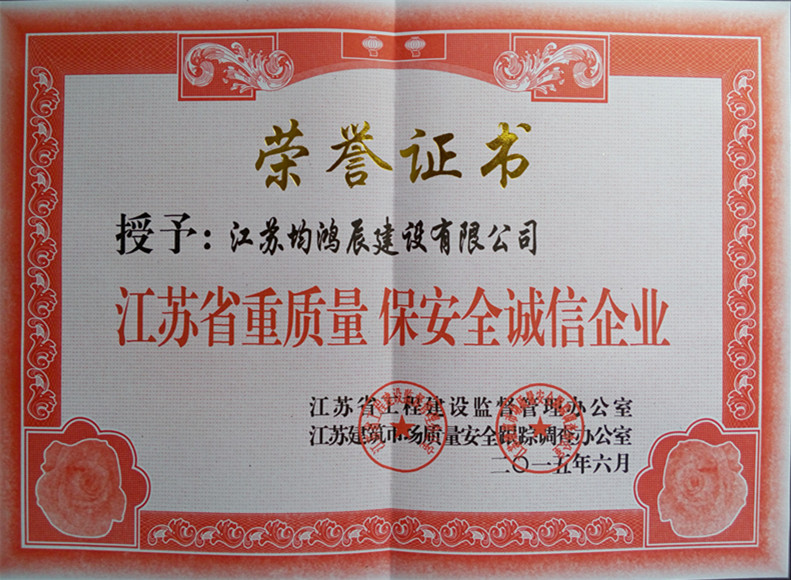 荣誉证书
授予：江苏均鸿辰建设有限公司
江苏省重质量 保安全诚信企业
江苏省工程建设监督管理办公室
江苏建筑市场质量安全跟踪调查办公室
二〇一五年六月